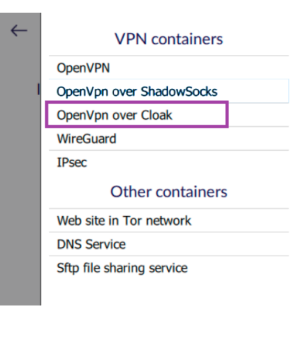 VPN containers
OpenVPN
OpenVpn over ShadowSocks
OpenVpn over Cloak
WireGuard
IPsec
Other containers
Web site in Tor network
DNS Service
Sftp file sharing service